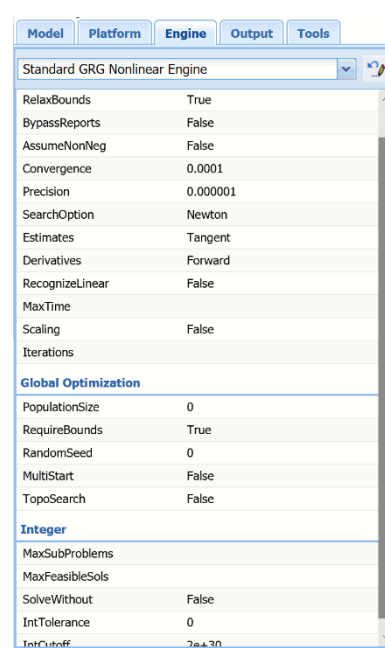 Model Platform Engine Output Tools
Standard GRG Nonlinear Engine
RelaxBounds True
BypassReports False
AssumeNonNeg False
Convergence 0.0001
Precision 0.000001
SearchOption Newton
Estimates Tangent
Derivatives Forward
RecognizeLinear False
MaxTime
Scaling False
Iterations
Global Optimization
PopulationSize 0
RequireBounds True
RandomSeed 0
MultiStart False
TopoSearch False
Integer
MaxSubProblems
MaxFeasibleSols
SolveWithout False
IntTolerance 0
IntCutoff 2e+30